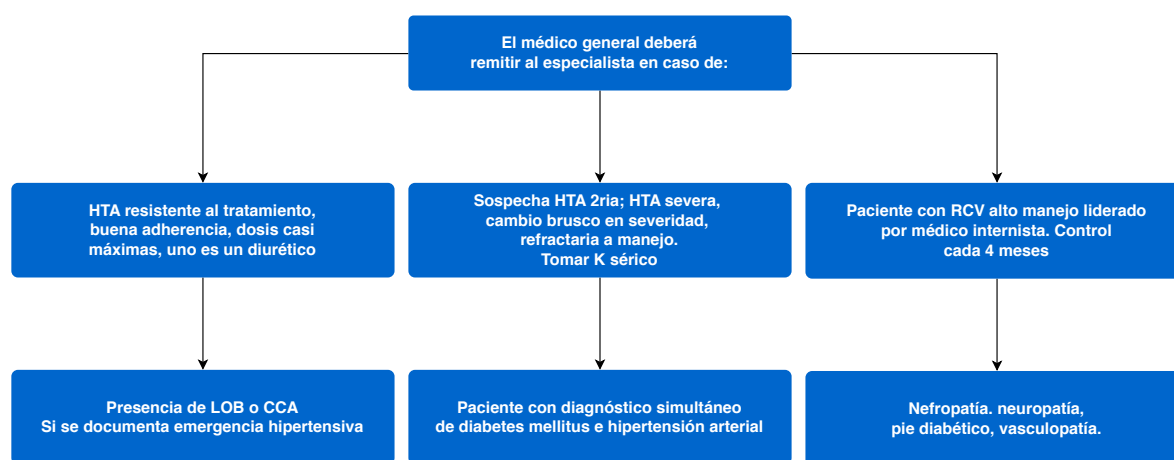 El médico general deberá
remitir al especialista en caso de:
HTA resistente al tratamiento,
buena adherencia, dosis casi
máximas, uno es un diurético
Sospecha HTA 2ria; HTA severa,
cambio brusco en severidad,
refractaria a manejo.
Tomar K sérico
Paciente con RCV alto manejo liderado
por médico internista. Control
cada 4 meses
Presencia de LOB o CCA
Si se documenta emergencia hipertensiva
Paciente con diagnóstico simultáneo
de diabetes mellitus e hipertensión arterial
Nefropatía. neuropatía,
pie diabético, vasculopatía.